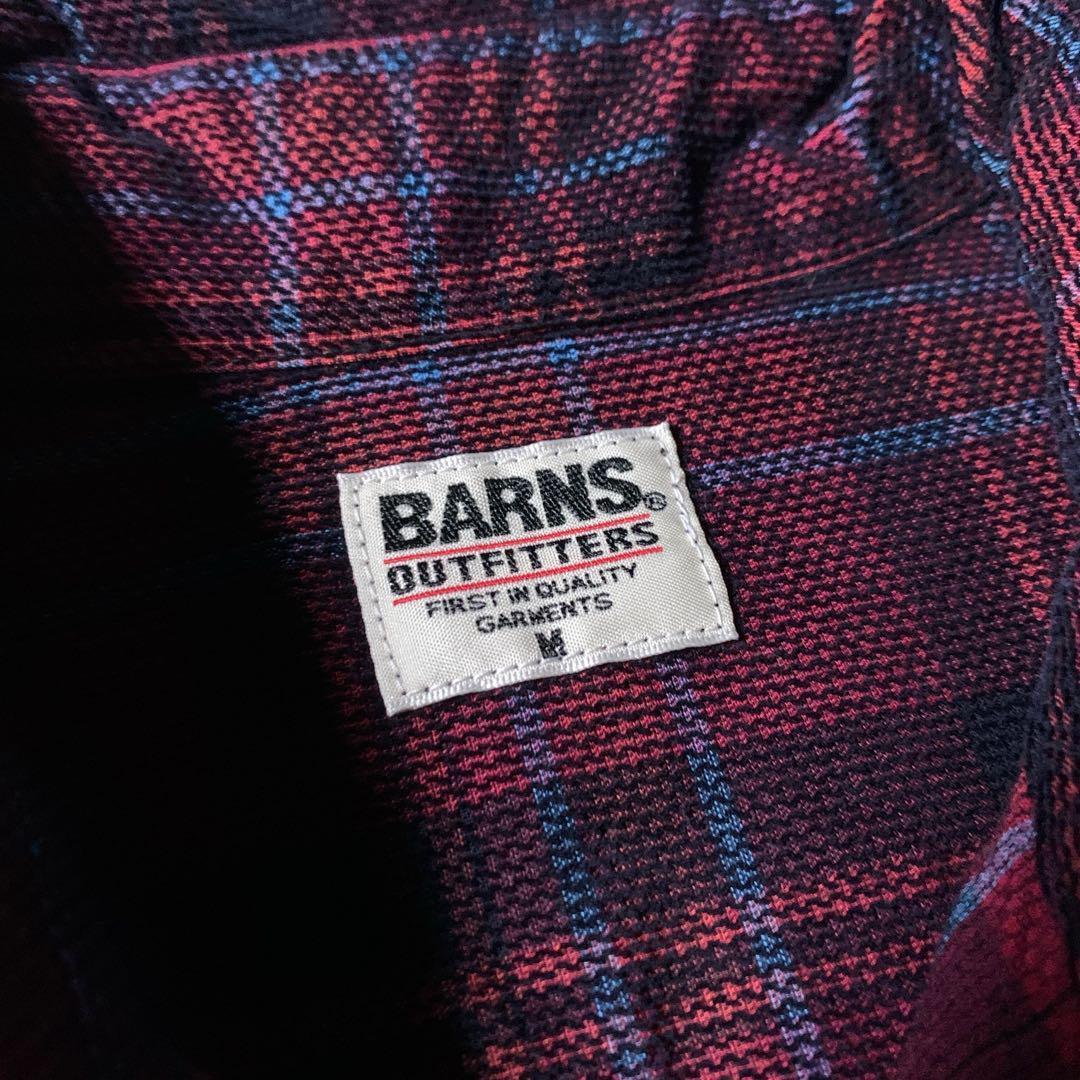 BARNS®
OUTFITTERS
FIRST IN QUALITY
GARMENTS
M